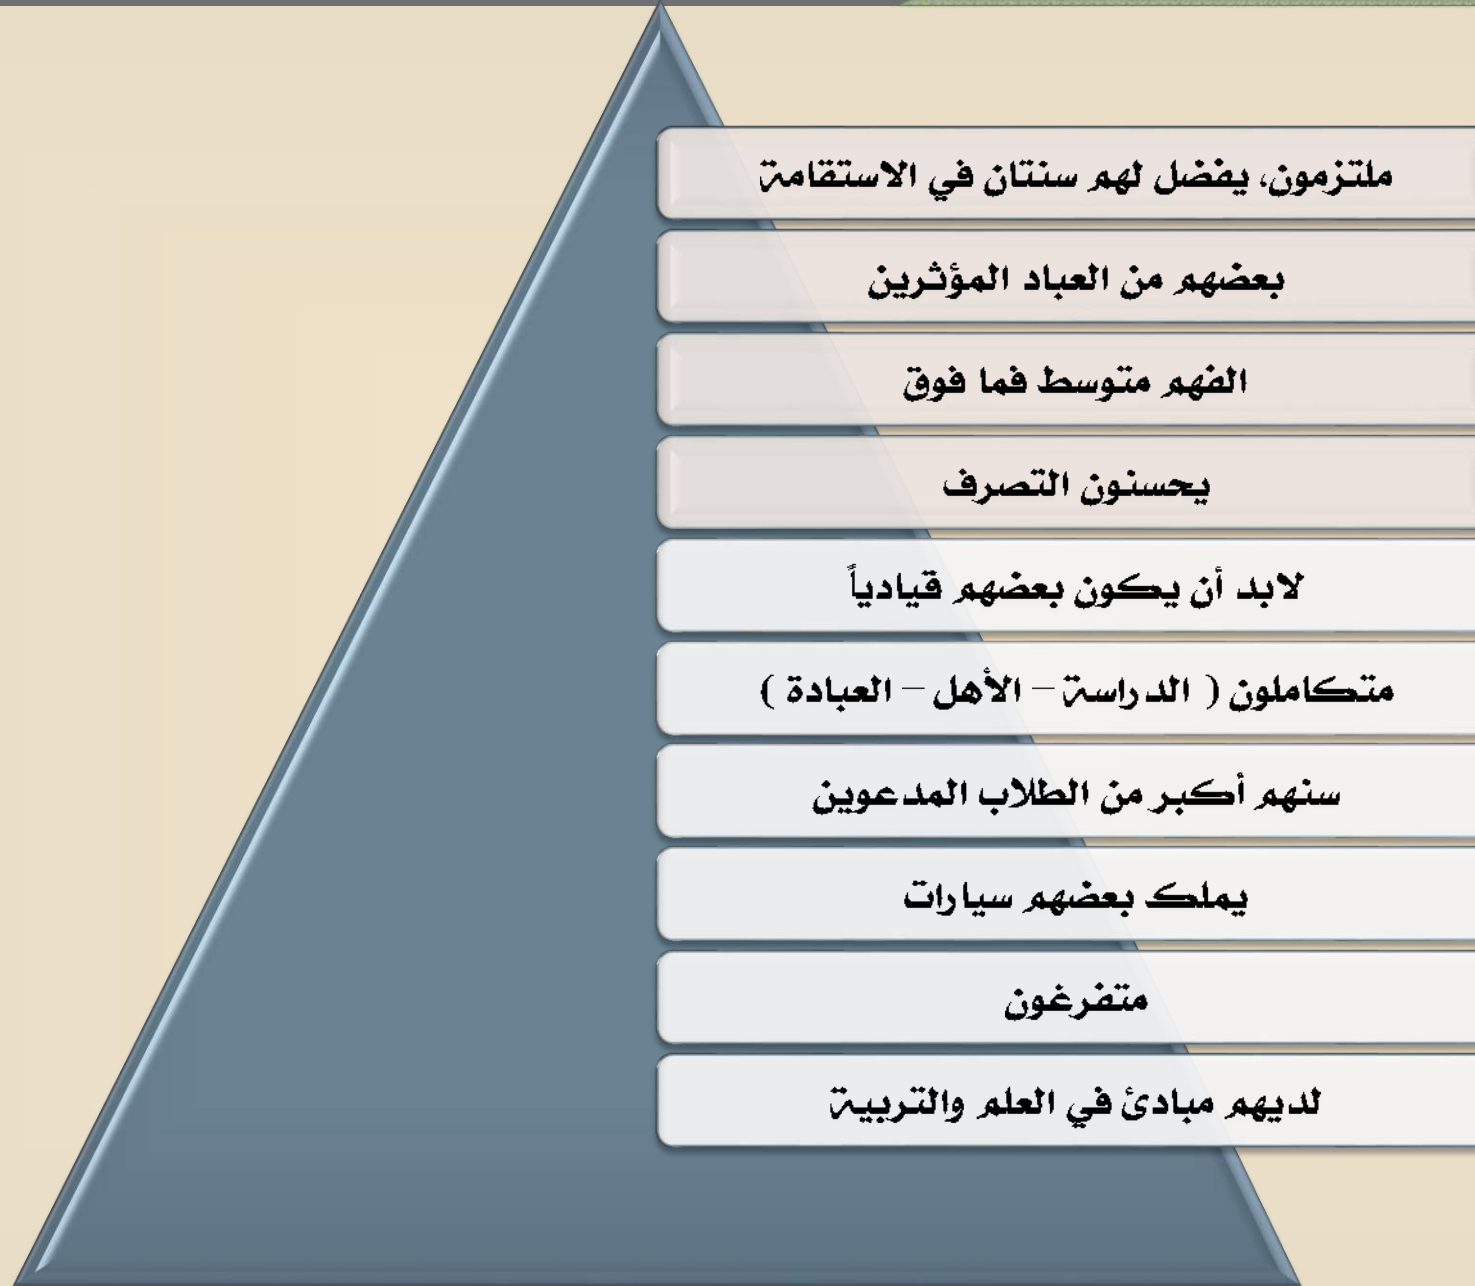 ملتزمون، يفضل لهم سنتان في الاستقامة
بعضهم من العباد المؤثرين
الفهم متوسط فما فوق
يحسنون التصرف
لابد أن يكون بعضهم قيادياً
متكاملون ( الدراسة – الأهل – العبادة )
سنهم أكبر من الطلاب المدعوين
يملك بعضهم سيارات
متفرغون
لديهم مبادئ في العلم والتربية